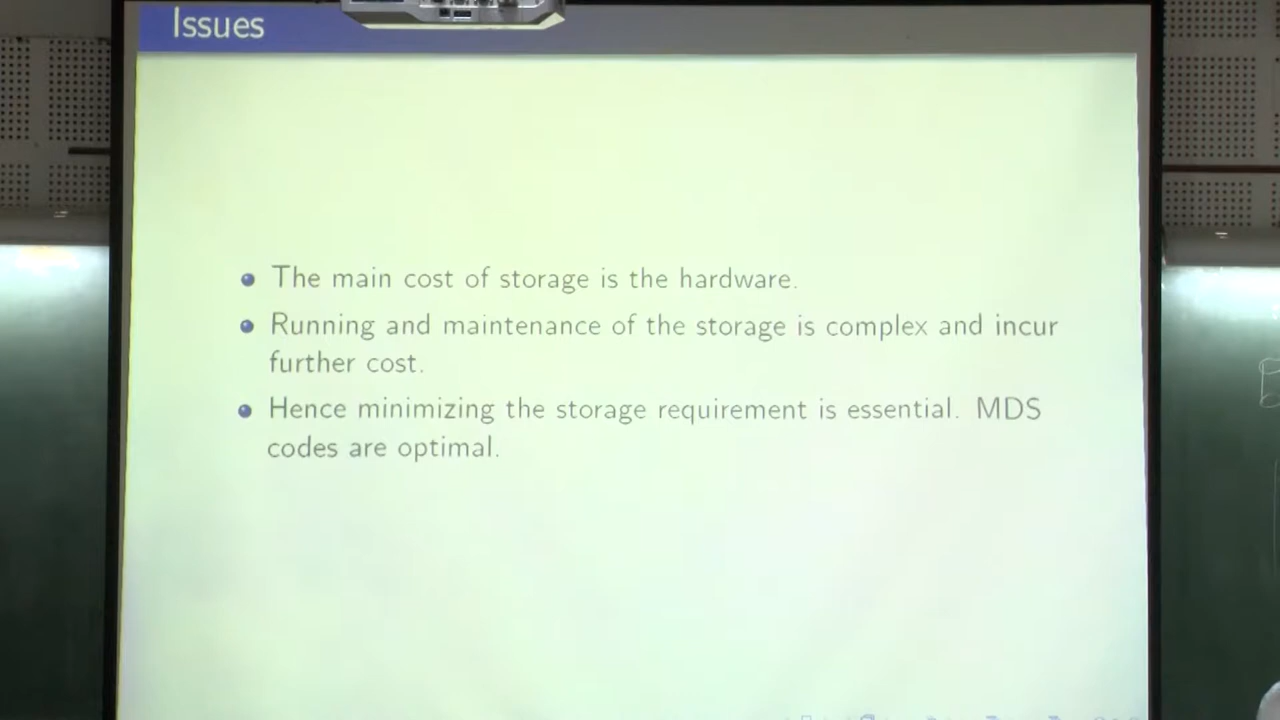 Issues
The main cost of storage is the hardware.
Running and maintenance of the storage is complex and incur
further cost.
Hence minimizing the storage requirement is essential. MDS
codes are optimal.